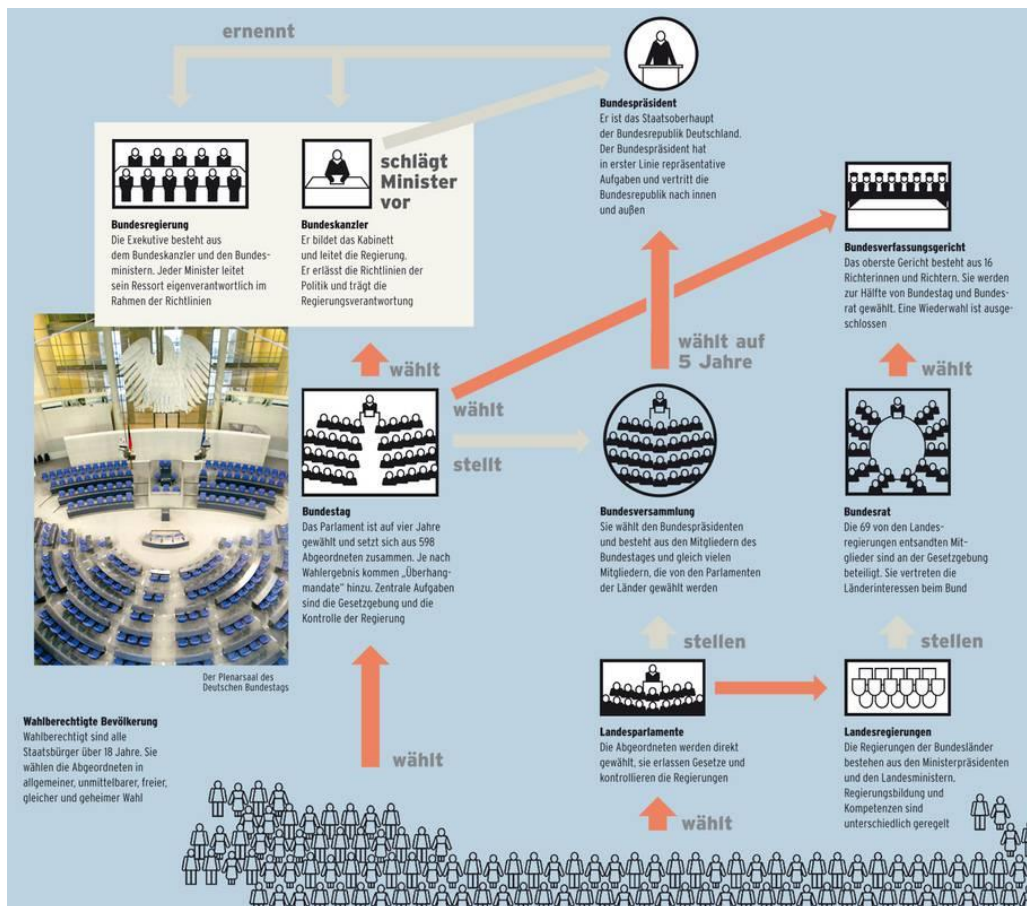 ernennt
Bundespräsident
Er ist das Staatsoberhaupt
der Bundesrepublik Deutschland.
Der Bundespräsident hat
in erster Linie repräsentative
Aufgaben und vertritt die
Bundesrepublik nach innen
und außen
schlägt
Minister
vor
Bundesregierung
Die Exekutive besteht aus
dem Bundeskanzler und den Bundes-
ministern. Jeder Minister leitet
sein Ressort eigenverantwortlich im
Rahmen der Richtlinien
Bundeskanzler
Er bildet das Kabinett
und leitet die Regierung.
Er erlässt die Richtlinien der
Politik und trägt die
Regierungsverantwortung
Bundesverfassungsgericht
Das oberste Gericht besteht aus 16
Richterinnen und Richtern. Sie werden
zur Hälfte von Bundestag und Bundes-
rat gewählt. Eine Wiederwahl ist ausge-
schlossen
wählt
wählt
stellt
wählt auf
5 Jahre
wählt
Bundestag
Das Parlament ist auf vier Jahre
gewählt und setzt sich aus 598
Abgeordneten zusammen. Je nach
Wahlergebnis kommen „Überhang-
mandate“ hinzu. Zentrale Aufgaben
sind die Gesetzgebung und die
Kontrolle der Regierung
Bundesversammlung
Sie wählt den Bundespräsidenten
und besteht aus den Mitgliedern des
Bundestages und gleich vielen
Mitgliedern, die von den Parlamenten
der Länder gewählt werden
Bundesrat
Die 69 von den Landes-
regierungen entsandten Mit-
glieder sind an der Gesetzgebung
beteiligt. Sie vertreten die
Länderinteressen beim Bund
Der Plenarsaal des
Deutschen Bundestags
stellen
stellen
Wahlberechtigte Bevölkerung
Wahlberechtigt sind alle
Staatsbürger über 18 Jahre. Sie
wählen die Abgeordneten in
allgemeiner, unmittelbarer, freier,
gleicher und geheimer Wahl
wählt
Landesparlamente
Die Abgeordneten werden direkt
gewählt, sie erlassen Gesetze und
kontrollieren die Regierungen
wählt
Landesregierungen
Die Regierungen der Bundesländer
bestehen aus den Ministerpräsidenten
und den Landesministern.
Regierungsbildung und
Kompetenzen sind
unterschiedlich geregelt